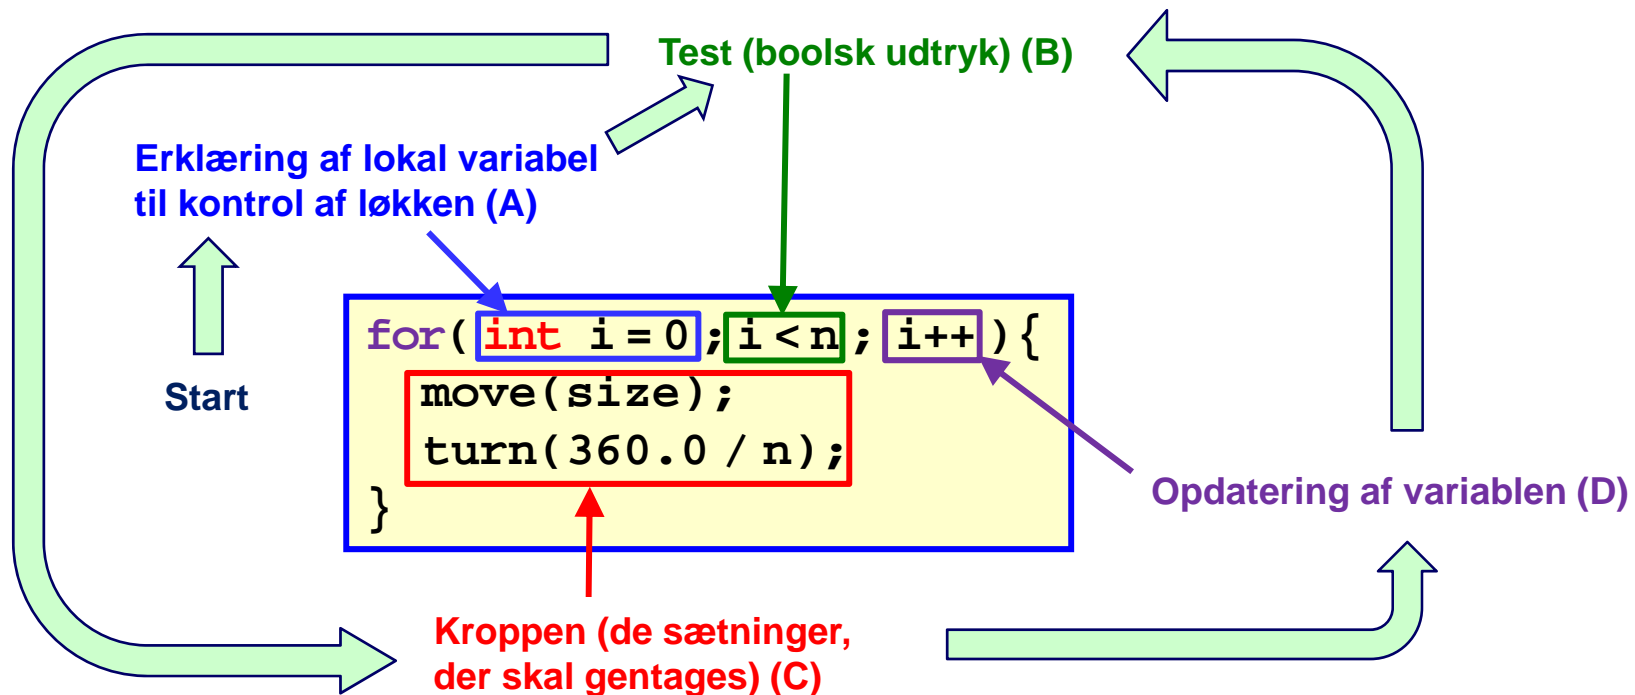 Test (boolsk udtryk) (B)
Erklæring af lokal variabel
til kontrol af løkken (A)
Start
for(int i = 0; i < n; i++){
move(size);
turn(360.0 / n);
}
Opdatering af variablen (D)
Kroppen (de sætninger,
der skal gentages) (C)